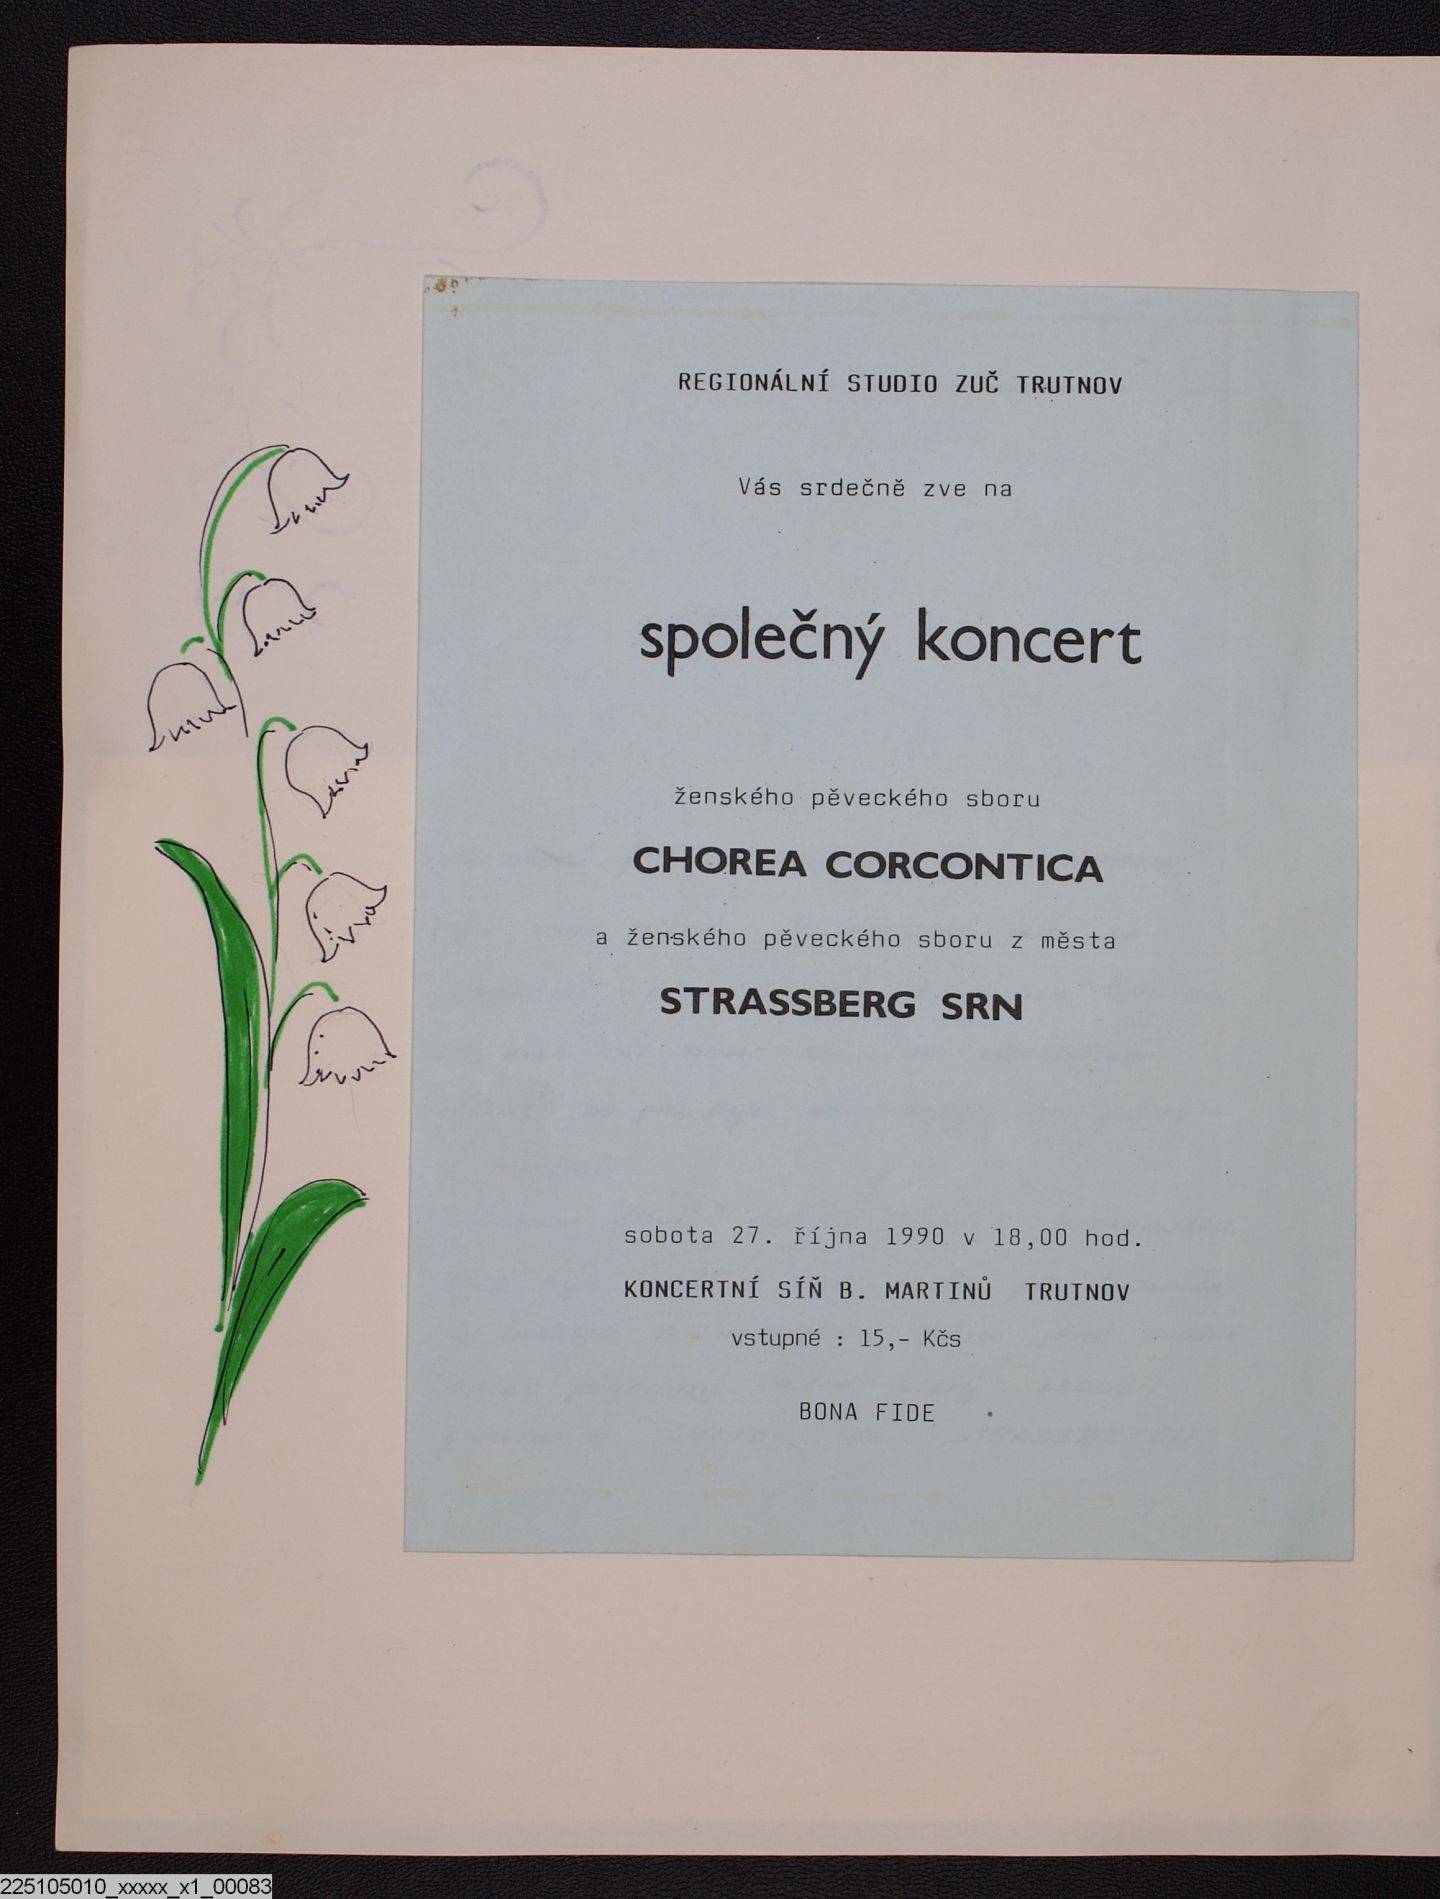 REGIONÁLNÍ STUDIO ZUČ TRUTNOV
Vás srdečně zve na
společný koncert
ženského pěveckého sboru
CHOREA CORCONTICA
a ženského pěveckého sboru z města
STRASSBERG SRN
sobota 27. října 1990 v 18,00 hod.
KONCERTNÍ SÍŇ B. MARTINŮ TRUTNOV
vstupné : 15,- Kčs
BONA FIDE
225105010_xxxxx_x1_00083